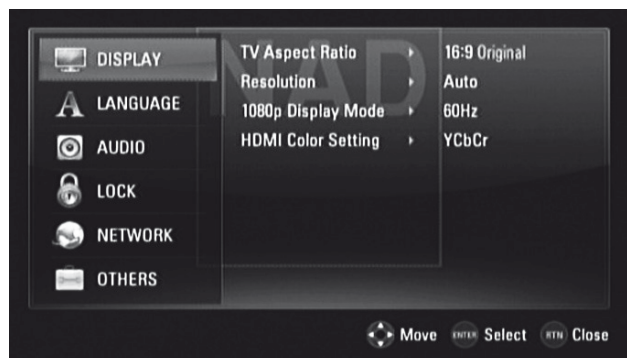 NAD
DISPLAY
LANGUAGE
AUDIO
LOCK
NETWORK
OTHERS
TV Aspect Ratio 16:9 Original
Resolution Auto
1080p Display Mode 60Hz
HDMI Color Setting YCbCr
Move ENTER Select RTN Close